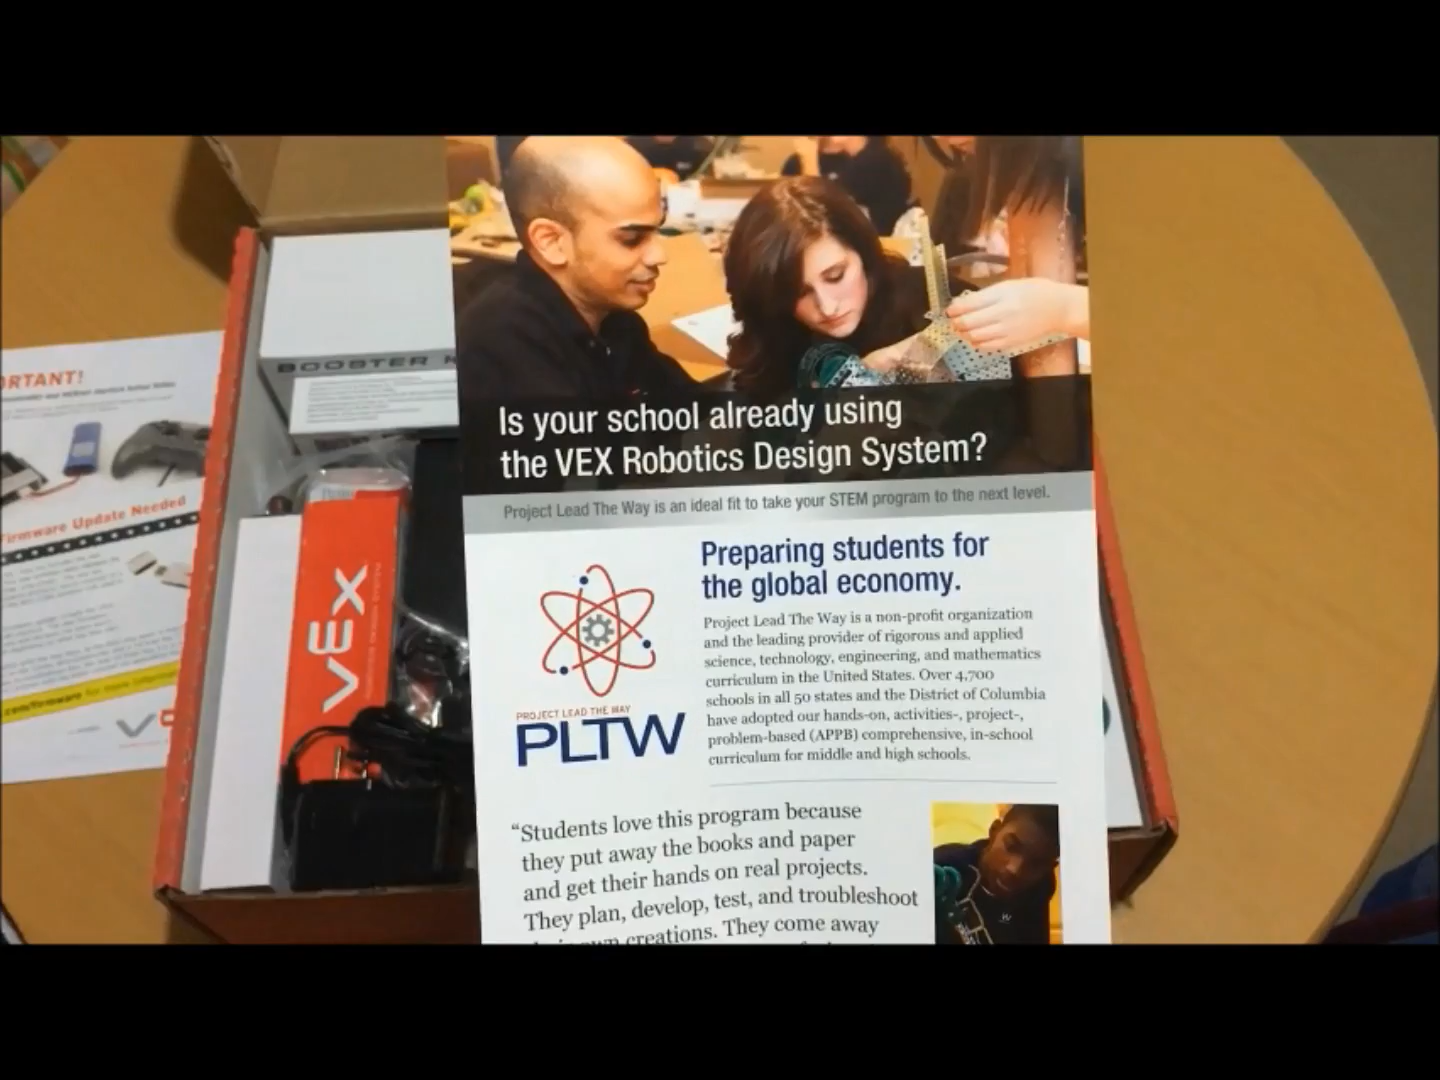 Is your school already using
the VEX Robotics Design System?
Project Lead The Way is an ideal fit to take your STEM program to the next level.
Preparing students for
the global economy.
Project Lead The Way is a non-profit organization
and the leading provider of rigorous and applied
science, technology, engineering, and mathematics
curriculum in the United States. Over 4,700
schools in all 50 states and the District of Columbia
have adopted our hands-on, activities-, project-,
problem-based (APPB) comprehensive, in-school
curriculum for middle and high schools.
PROJECT LEAD THE WAY
PLTW
“Students love this program because
they put away the books and paper
and get their hands on real projects.
They plan, develop, test, and troubleshoot
creations. They come away
BOOSTER
VEX
RTANT!
Firmware Update Needed